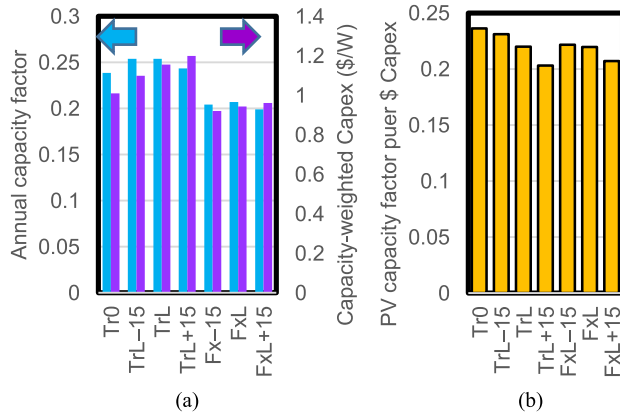 Annual capacity factor
0.3
0.25
0.2
0.15
0.1
0.05
0
Tr0
TrL−15
TrL
TrL+15
Fx−15
FxL
FxL+15
1.4
1.2
1
0.8
0.6
0.4
0.2
0
Capacity-weighted Capex ($/W)
(a)
PV capacity factor puer $ Capex
0.25
0.2
0.15
0.1
0.05
0
Tr0
TrL−15
TrL
TrL+15
FxL−15
FxL
FxL+15
(b)